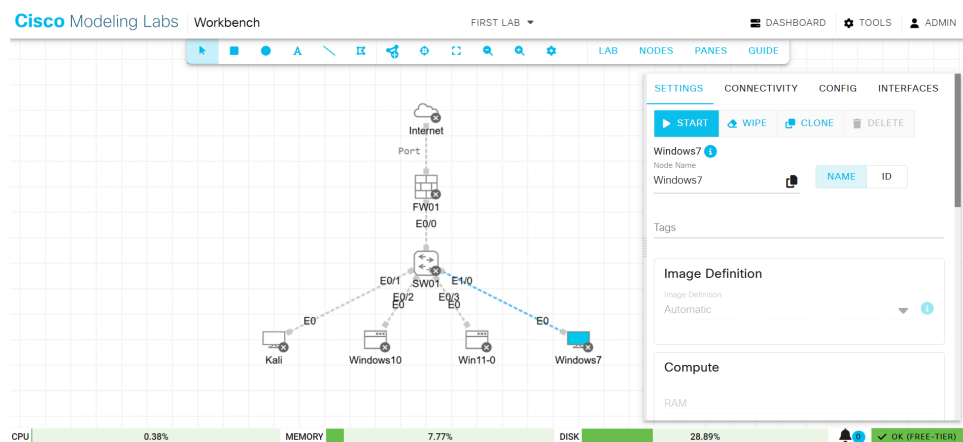 Cisco Modeling Labs Workbench FIRST LAB DASHBOARD TOOLS ADMIN
A LAB NODES PANES GUIDE
SETTINGS CONNECTIVITY CONFIG INTERFACES
START WIPE CLONE DELETE
Windows7
Node Name
Windows7 NAME ID
Tags
Image Definition
Image Definition
Automatic
Compute
RAM
Internet
Port
FW01
E0/0
SW01
E0/1 E1/0
E0/2 E0/3
E0 E0 E0 E0
Kali Windows10 Win11-0 Windows7
CPU 0.38% MEMORY 7.77% DISK 28.89% 0 OK (FREE-TIER)